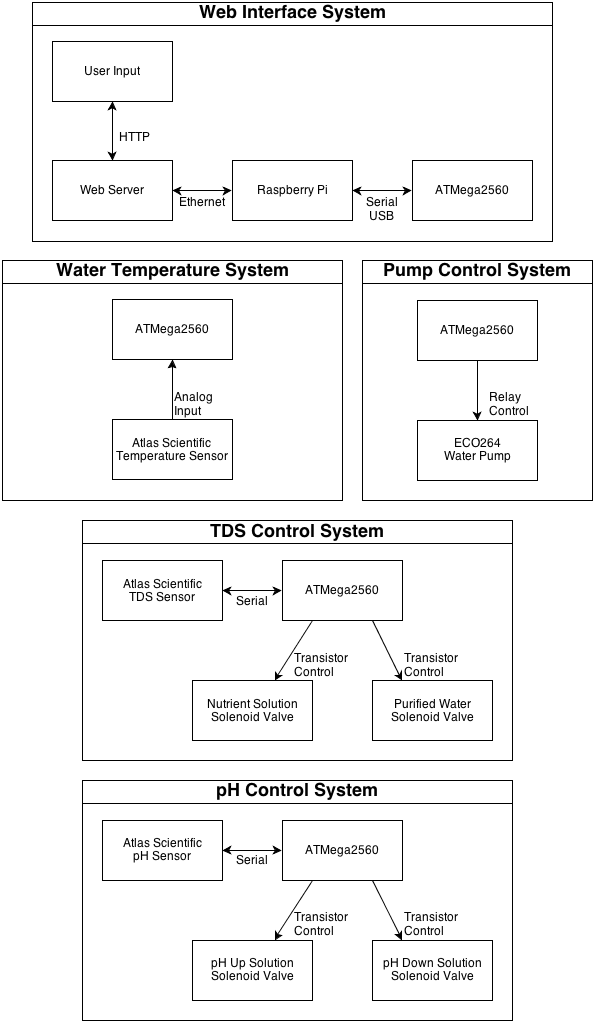 Web Interface System
User Input
HTTP
Web Server
Ethernet
Raspberry Pi
Serial
USB
ATMega2560
Water Temperature System
ATMega2560
Analog
Input
Atlas Scientific
Temperature Sensor
Pump Control System
ATMega2560
Relay
Control
ECO264
Water Pump
TDS Control System
Atlas Scientific
TDS Sensor
Serial
ATMega2560
Transistor
Control
Transistor
Control
Nutrient Solution
Solenoid Valve
Purified Water
Solenoid Valve
pH Control System
Atlas Scientific
pH Sensor
Serial
ATMega2560
Transistor
Control
Transistor
Control
pH Up Solution
Solenoid Valve
pH Down Solution
Solenoid Valve